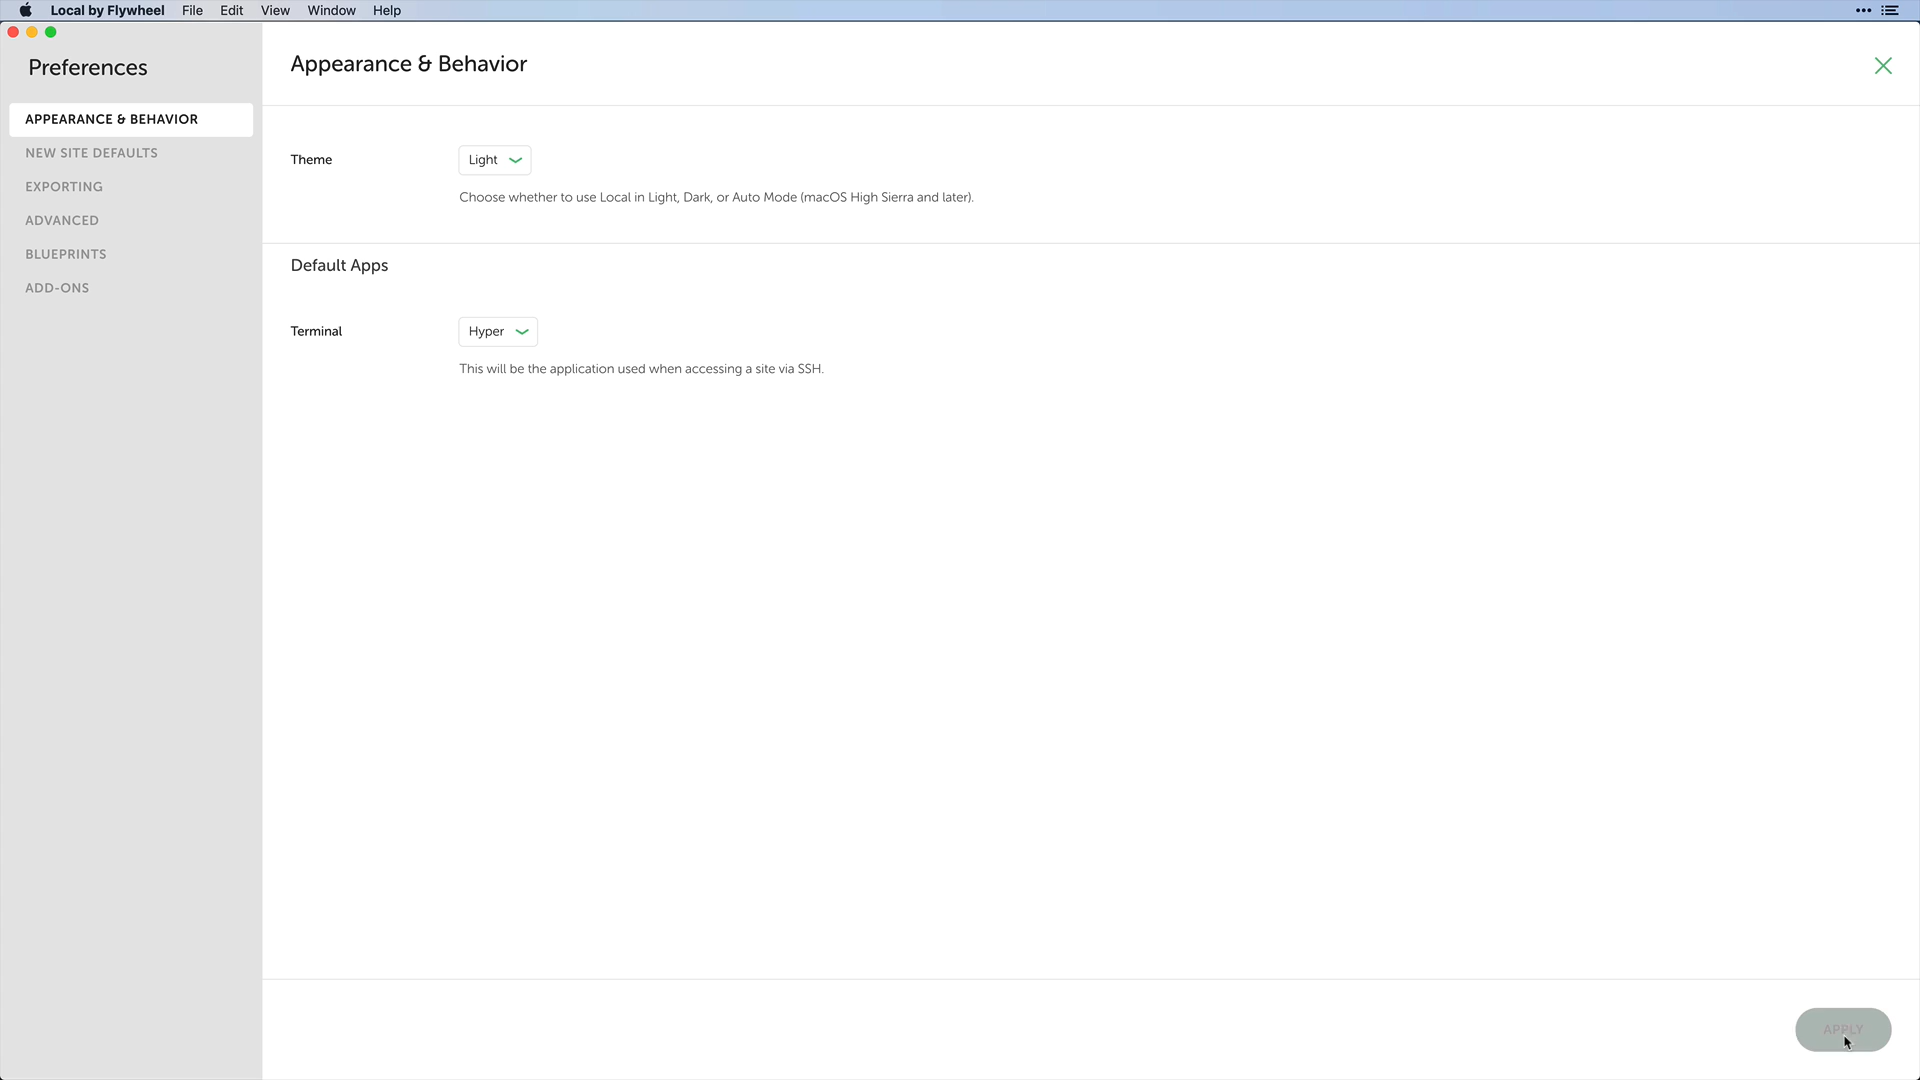 Local by Flywheel File Edit View Window Help
Preferences
APPEARANCE & BEHAVIOR
NEW SITE DEFAULTS
EXPORTING
ADVANCED
BLUEPRINTS
ADD-ONS
Appearance & Behavior
Theme
Light
Choose whether to use Local in Light, Dark, or Auto Mode (macOS High Sierra and later).
Default Apps
Terminal
Hyper
This will be the application used when accessing a site via SSH.
APPLY